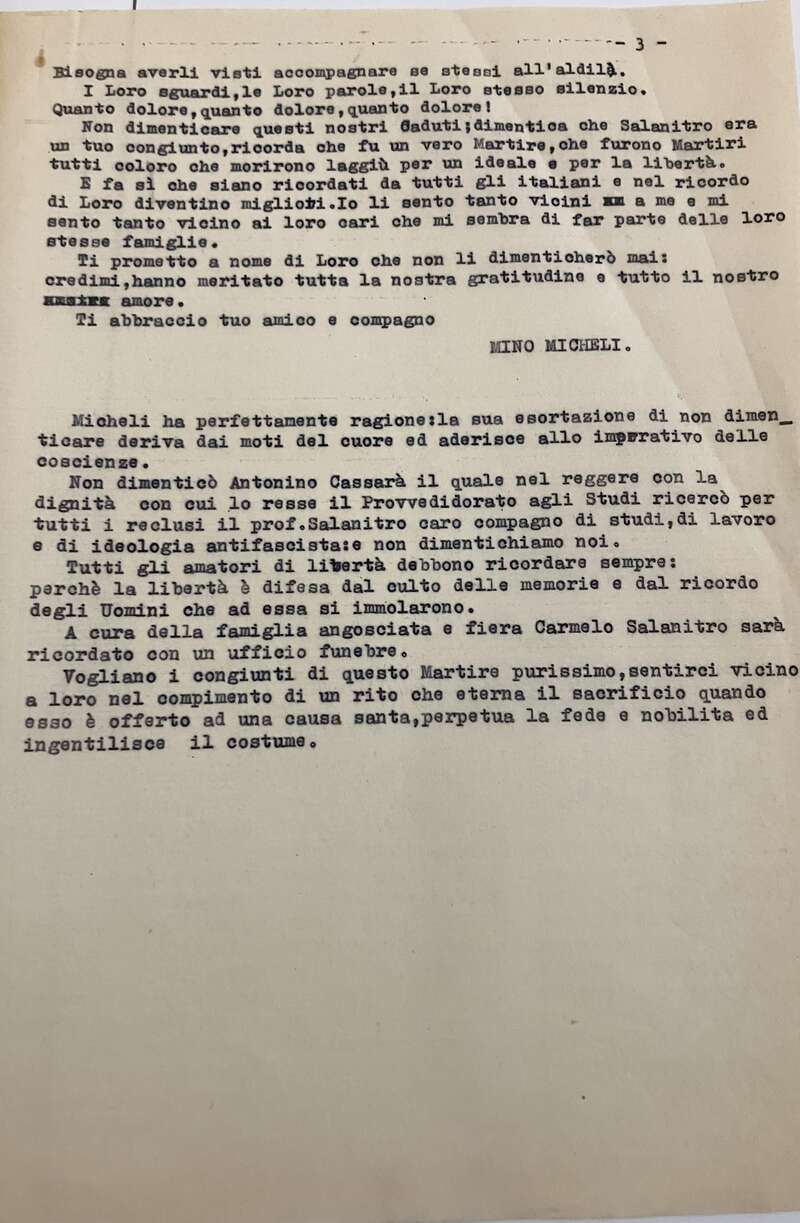 - 3 -
Bisogna averli visti accompagnare se stessi all'aldilà.
I Loro sguardi,le Loro parole,il Loro stesso silenzio.
Quanto dolore,quanto dolore,quanto dolore!
Non dimenticare questi nostri Caduti;dimentica che Salanitro era
un tuo congiunto,ricorda che fu un vero Martire,che furono Martiri
tutti coloro che morirono laggiù per un ideale e per la libertà.
E fa sì che siano ricordati da tutti gli italiani e nel ricordo
di Loro diventino migliori.Io li sento tanto vicini a me e mi
sento tanto vicino ai loro cari che mi sembra di far parte delle loro
stesse famiglie.
Ti prometto a nome di Loro che non li dimenticherò mai:
credimi,hanno meritato tutta la nostra gratitudine e tutto il nostro
amore.
Ti abbraccio tuo amico e compagno
MINO MICHELI.
Micheli ha perfettamente ragione:la sua esortazione di non dimen_
ticare deriva dai moti del cuore ed aderisce allo imperativo delle
coscienze.
Non dimenticò Antonino Cassarà il quale nel reggere con la
dignità con cui lo resse il Provvedidorato agli Studi ricercò per
tutti i reclusi il prof.Salanitro caro compagno di studi,di lavoro
e di ideologia antifascista:e non dimentichiamo noi.
Tutti gli amatori di libertà debbono ricordare sempre:
perchè la libertà è difesa dal culto delle memorie e dal ricordo
degli Uomini che ad essa si immolarono.
A cura della famiglia angosciata e fiera Carmelo Salanitro sarà
ricordato con un ufficio funebre.
Vogliano i congiunti di questo Martire purissimo,sentirci vicino
a loro nel compimento di un rito che eterna il sacrificio quando
esso è offerto ad una causa santa,perpetua la fede e nobilita ed
ingentilisce il costume.